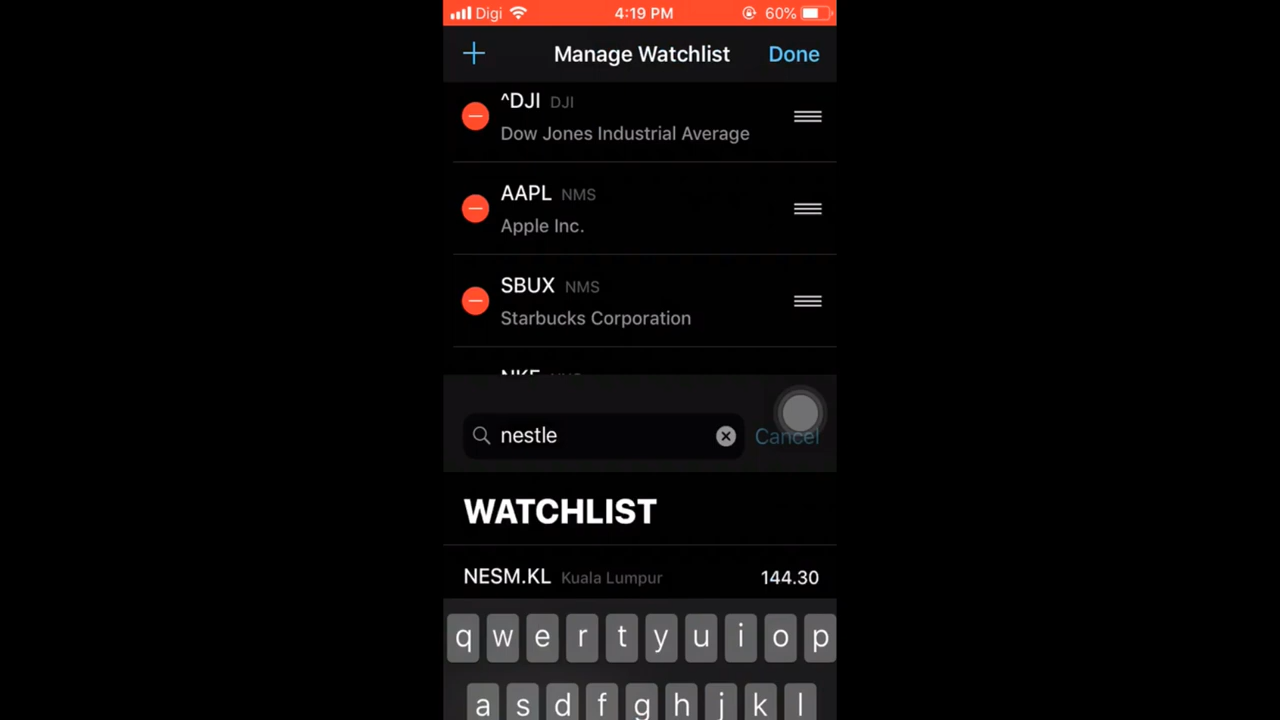 Digi 4:19 PM 60%
+ Manage Watchlist Done
^DJI DJI
Dow Jones Industrial Average
AAPL NMS
Apple Inc.
SBUX NMS
Starbucks Corporation
NKE
nestle Cancel
WATCHLIST
NESM.KL Kuala Lumpur 144.30
q w e r t y u i o p
a s d f g h j k l